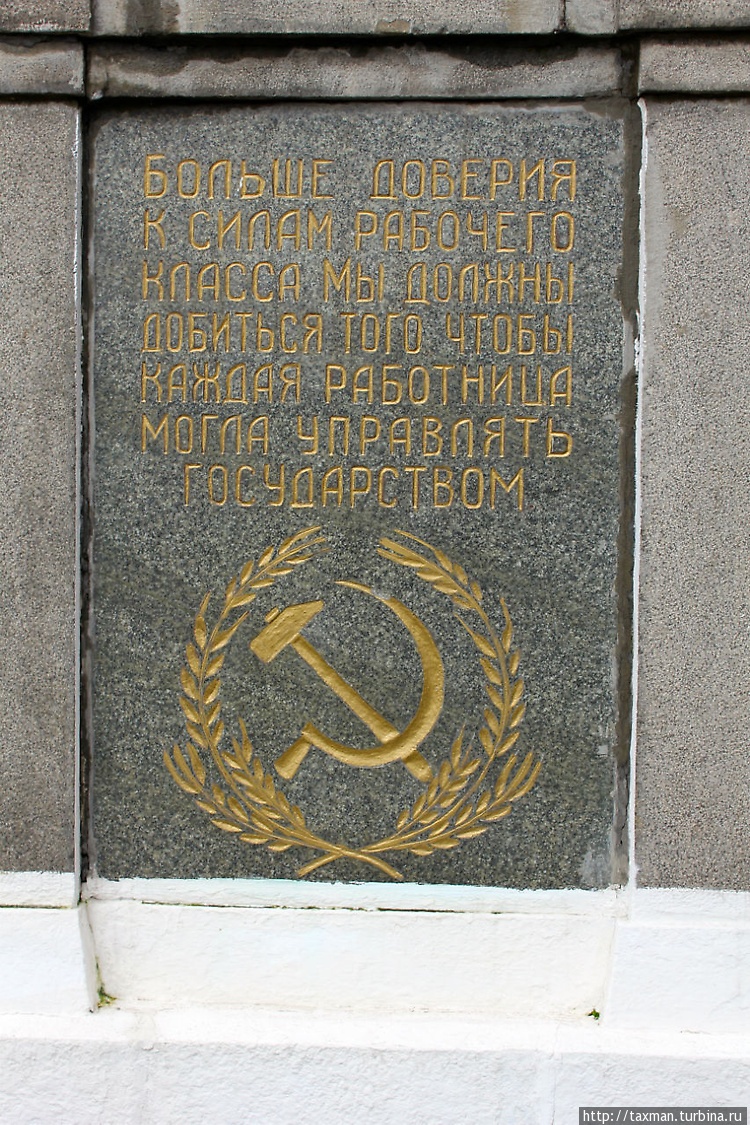 БОЛЬШЕ ДОВЕРИЯ
К СИЛАМ РАБОЧЕГО
КЛАССА МЫ ДОЛЖНЫ
ДОБИТЬСЯ ТОГО ЧТОБЫ
КАЖДАЯ РАБОТНИЦА
МОГЛА УПРАВЛЯТЬ
ГОСУДАРСТВОМ
http://taxman.turbina.ru